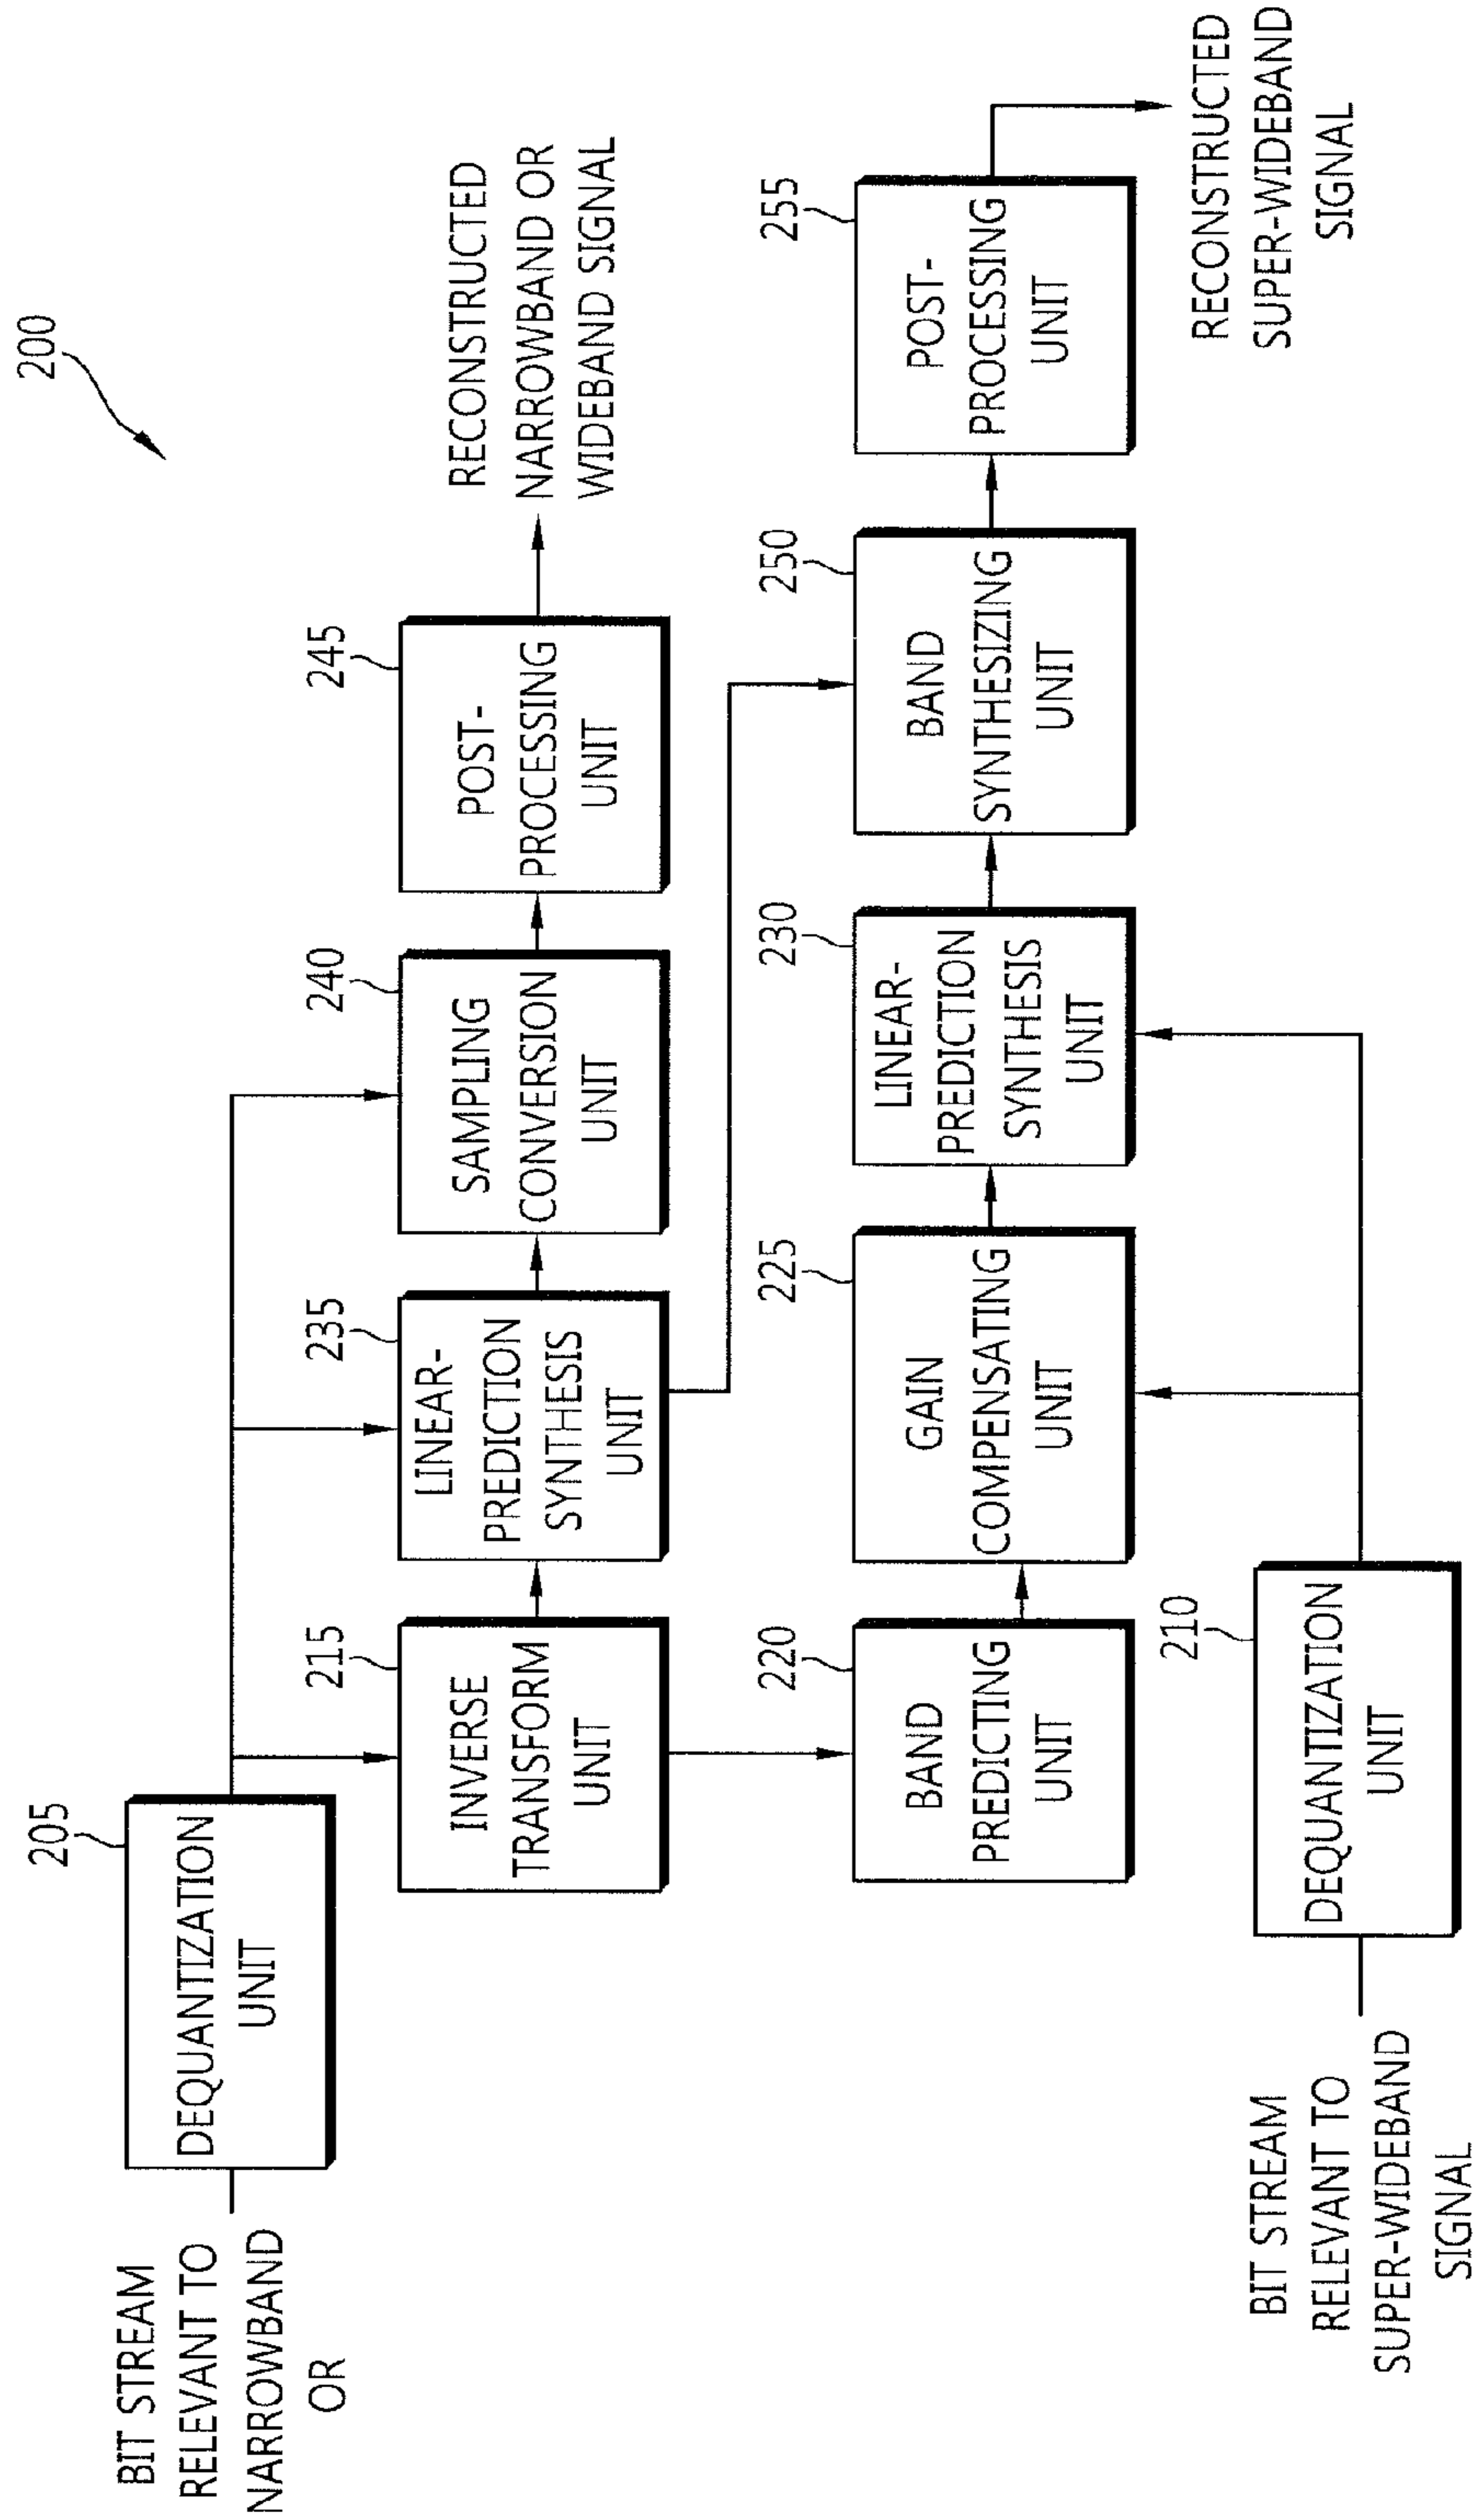 200
205
DEQUANTIZATION
UNIT
BIT STREAM
RELEVANT TO
NARROWBAND
OR
215
INVERSE
TRANSFORM
UNIT
235
LINEAR-
PREDICTION
SYNTHESIS
UNIT
240
SAMPLING
CONVERSION
UNIT
245
POST-
PROCESSING
UNIT
RECONSTRUCTED
NARROWBAND OR
WIDEBAND SIGNAL
220
BAND
PREDICTING
UNIT
225
GAIN
COMPENSATING
UNIT
230
LINEAR-
PREDICTION
SYNTHESIS
UNIT
250
BAND
SYNTHESIZING
UNIT
255
POST-
PROCESSING
UNIT
RECONSTRUCTED
SUPER-WIDEBAND
SIGNAL
210
DEQUANTIZATION
UNIT
BIT STREAM
RELEVANT TO
SUPER-WIDEBAND
SIGNAL